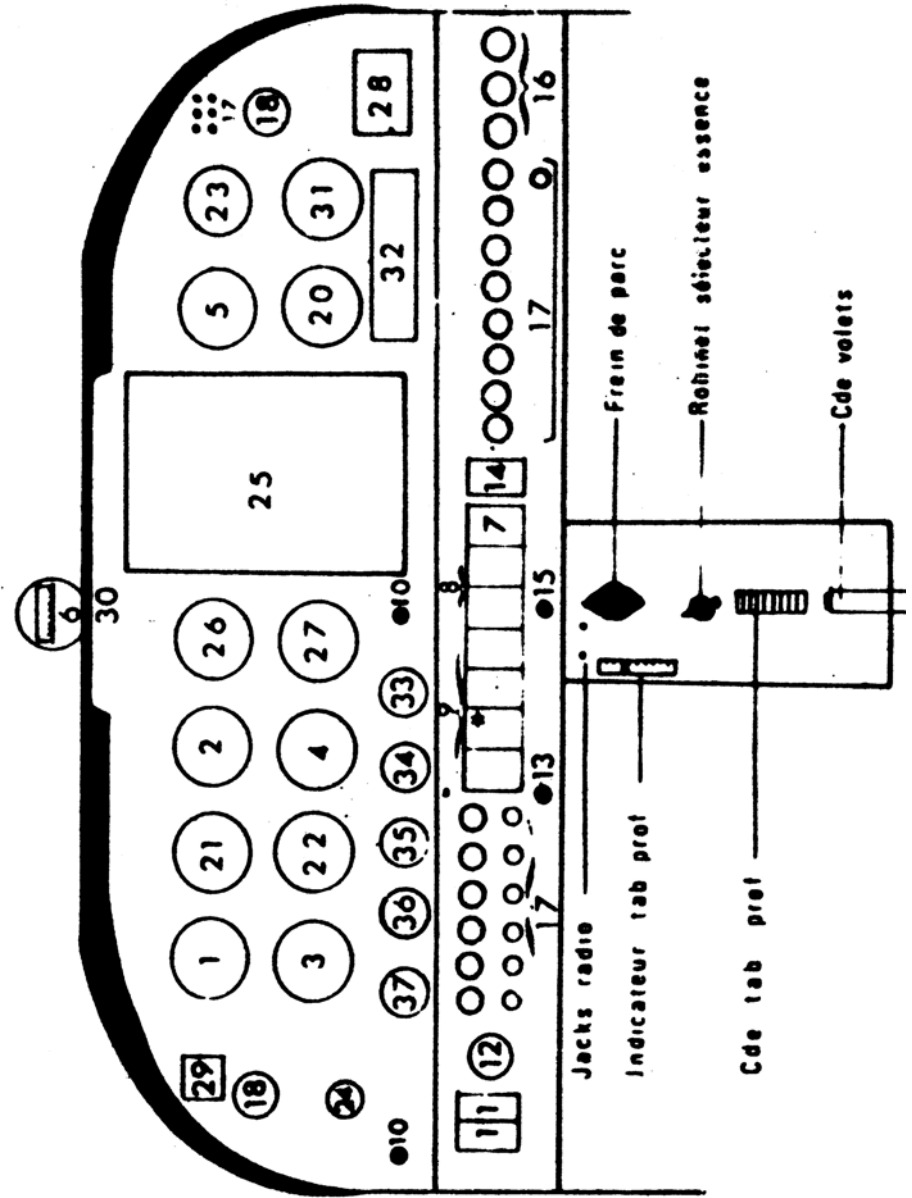 6
30
29 1 21 2 26 5 23 17
18 25 18
3 22 4 27 20 31
24
10 37 36 35 34 33 10 32 28
9 8
11 12 * 7 14
17 13 15 17 16
Jacks radio
Frein de parc
Indicateur tab prof
Robinet sélecteur essence
Cde tab prof
Cde volets